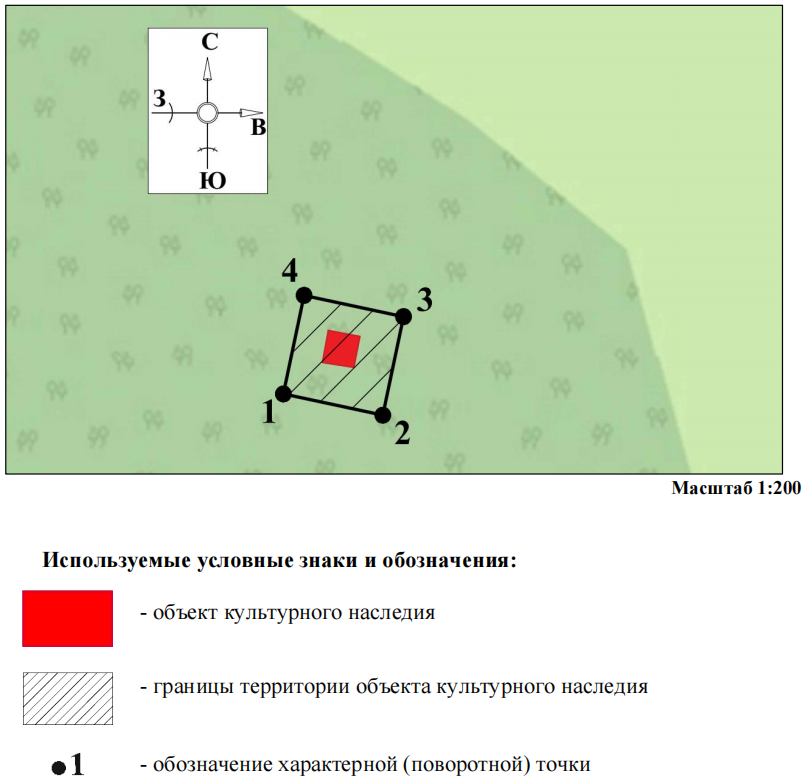 С
З
В
Ю
4
3
1
2
Масштаб 1:200
Используемые условные знаки и обозначения:
- объект культурного наследия
- границы территории объекта культурного наследия
1 - обозначение характерной (поворотной) точки